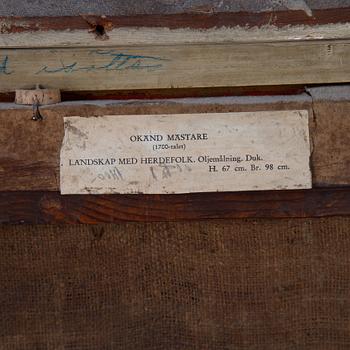 OKÄND MÄSTARE
(1700-talet)
LANDSKAP MED HERDEFOLK. Oljemålning. Duk.
H. 67 cm. Br. 98 cm.